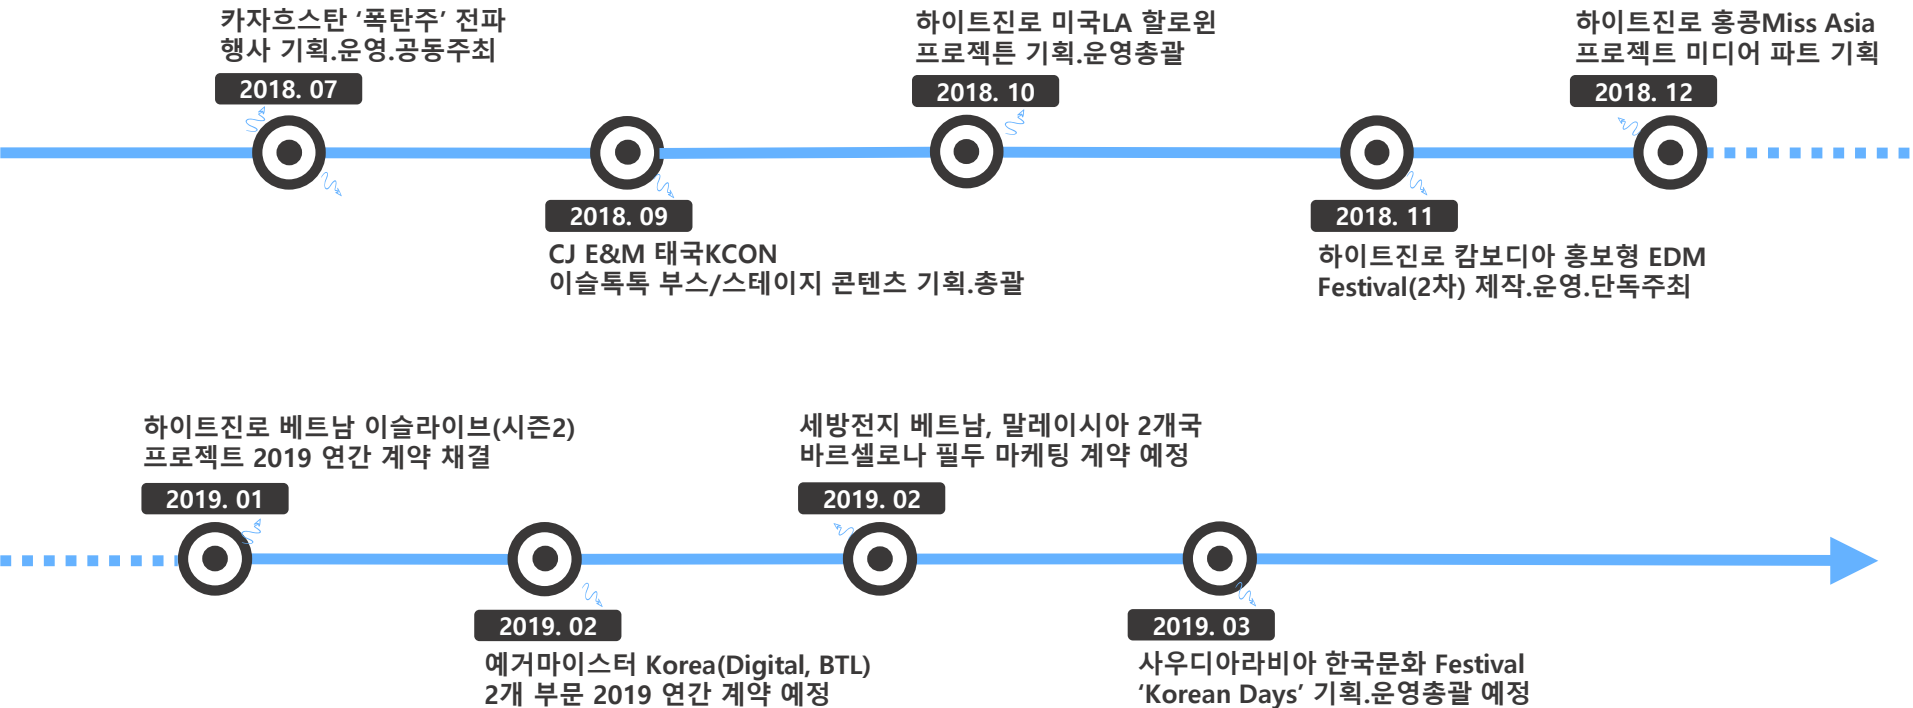 카자흐스탄 ‘폭탄주’ 전파
행사 기획.운영.공동주최
2018. 07
2018. 09
CJ E&M 태국KCON
이슬톡톡 부스/스테이지 콘텐츠 기획.총괄
하이트진로 미국LA 할로윈
프로젝튼 기획.운영총괄
2018. 10
2018. 11
하이트진로 캄보디아 홍보형 EDM
Festival(2차) 제작.운영.단독주최
하이트진로 홍콩Miss Asia
프로젝트 미디어 파트 기획
2018. 12
하이트진로 베트남 이슬라이브(시즌2)
프로젝트 2019 연간 계약 채결
2019. 01
2019. 02
예거마이스터 Korea(Digital, BTL)
2개 부문 2019 연간 계약 예정
세방전지 베트남, 말레이시아 2개국
바르셀로나 필두 마케팅 계약 예정
2019. 02
2019. 03
사우디아라비아 한국문화 Festival
‘Korean Days’ 기획.운영총괄 예정